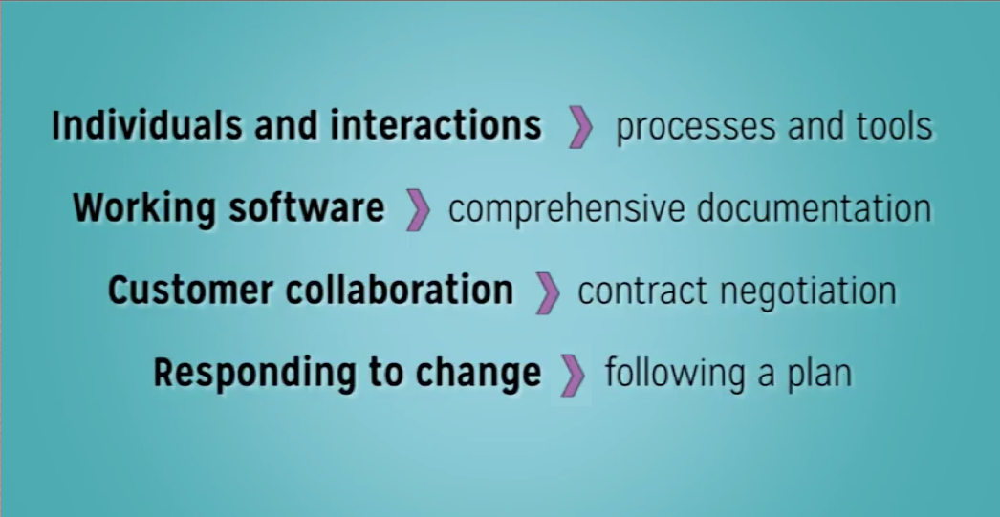 Individuals and interactions ❯ processes and tools
Working software ❯ comprehensive documentation
Customer collaboration ❯ contract negotiation
Responding to change ❯ following a plan